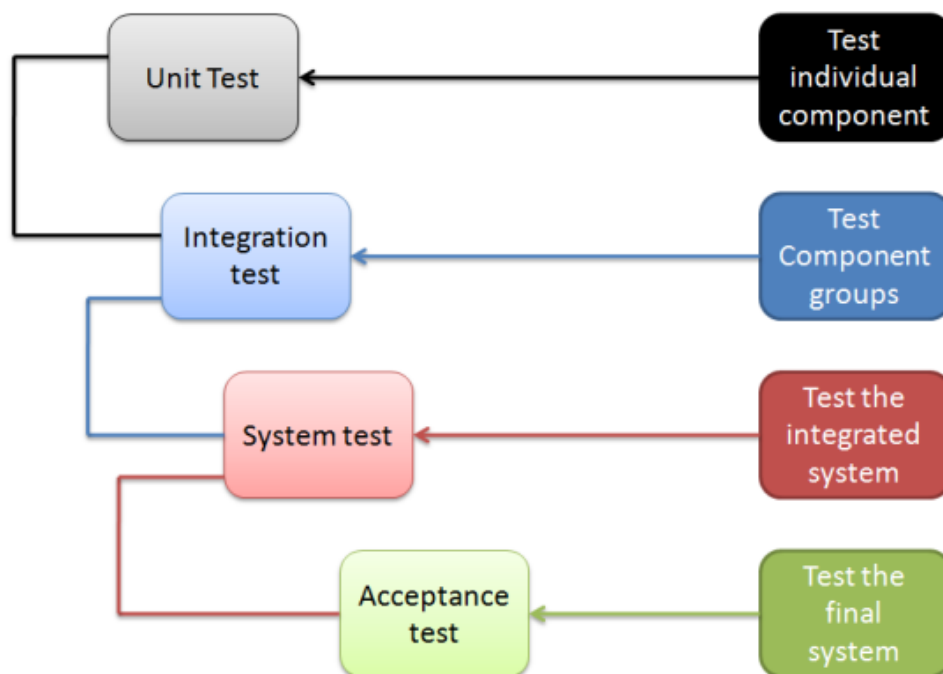 Unit Test
Test
individual
component
Integration
test
Test
Component
groups
System test
Test the
integrated
system
Acceptance
test
Test the
final
system